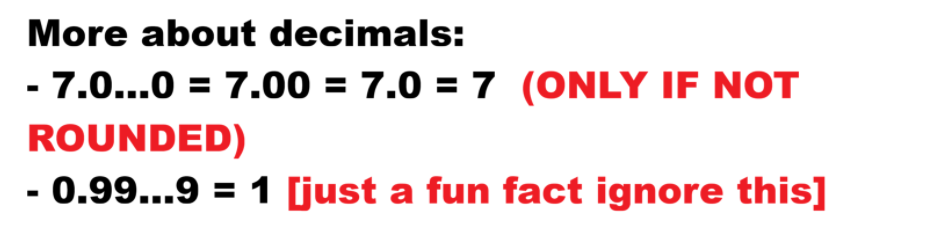 More about decimals:
- 7.0...0 = 7.00 = 7.0 = 7 (ONLY IF NOT
ROUNDED)
- 0.99...9 = 1 [just a fun fact ignore this]